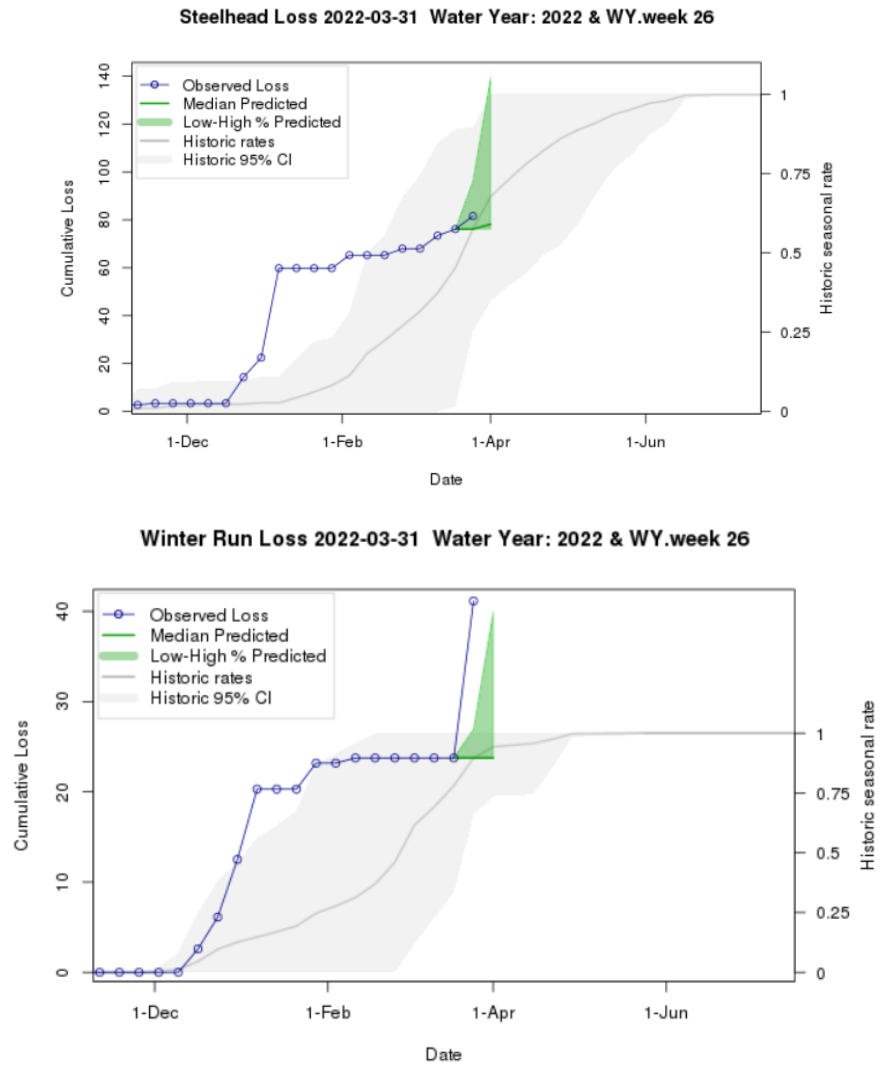 Steelhead Loss 2022-03-31 Water Year: 2022 & WY.week 26
Observed Loss
Median Predicted
Low-High % Predicted
Historic rates
Historic 95% CI
Cumulative Loss
0
20
40
60
80
100
120
140
Historic seasonal rate
0
0.25
0.5
0.75
1
1-Dec
1-Feb
1-Apr
1-Jun
Date
Winter Run Loss 2022-03-31 Water Year: 2022 & WY.week 26
Observed Loss
Median Predicted
Low-High % Predicted
Historic rates
Historic 95% CI
Cumulative Loss
0
10
20
30
40
Historic seasonal rate
0
0.25
0.5
0.75
1
1-Dec
1-Feb
1-Apr
1-Jun
Date